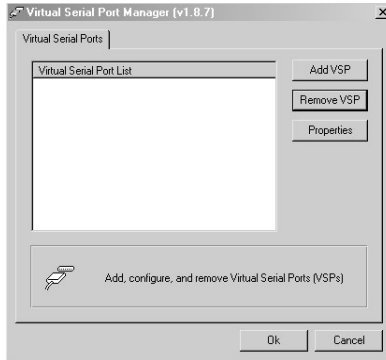 Virtual Serial Port Manager (v1.8.7)
Virtual Serial Ports
Virtual Serial Port List
Add VSP
Remove VSP
Properties
Add, configure, and remove Virtual Serial Ports (VSPs)
Ok
Cancel